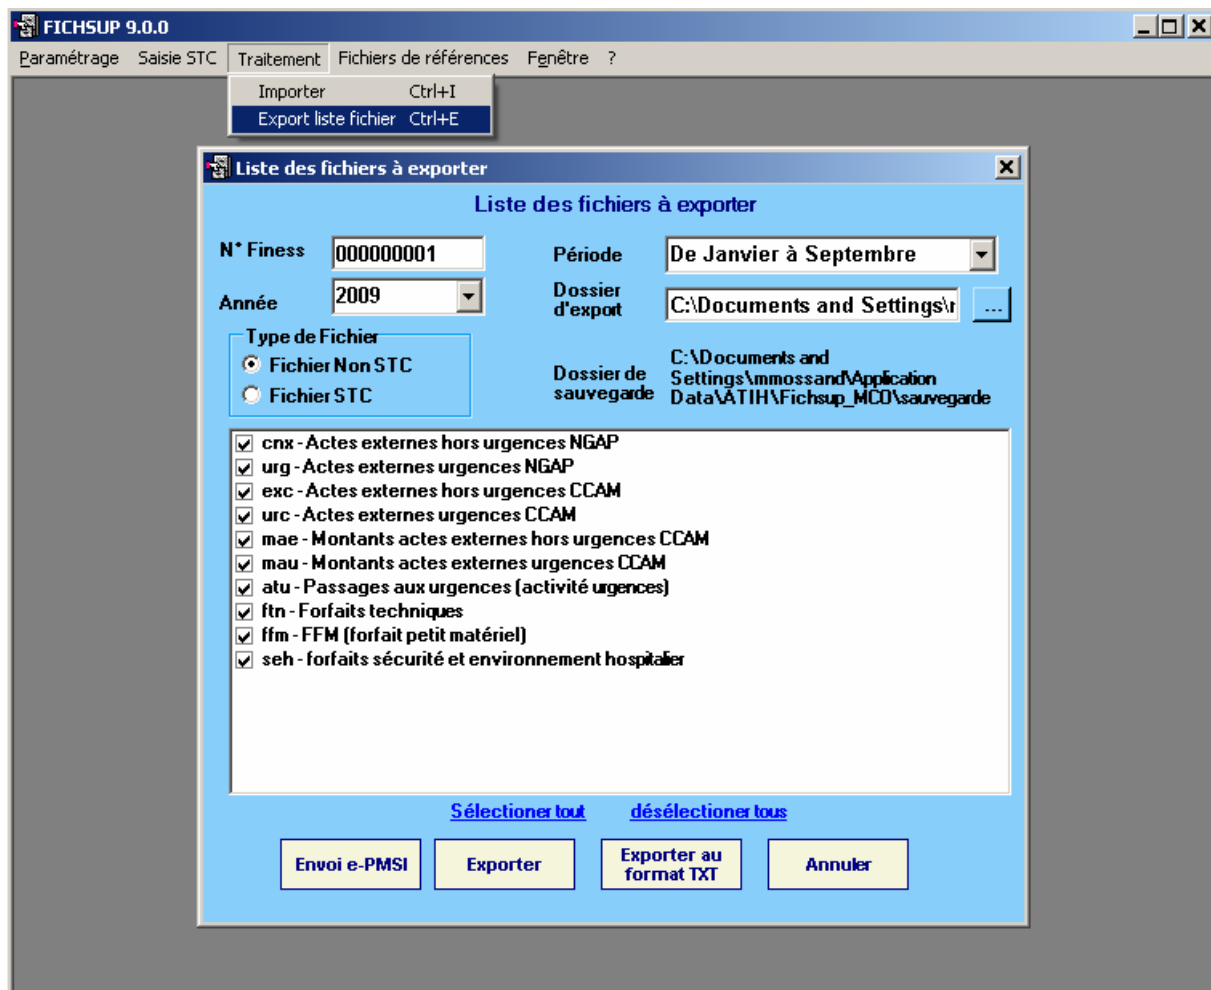 FICHSUP 9.0.0
Paramétrage Saisie STC Traitement Fichiers de références Fenêtre ?
Importer Ctrl+I
Export liste fichier Ctrl+E
Liste des fichiers à exporter
Liste des fichiers à exporter
N° Finess 000000001 Période De Janvier à Septembre
Année 2009 Dossier d'export C:\Documents and Settings\r ...
Type de Fichier
Fichier Non STC
Fichier STC
Dossier de sauvegarde
C:\Documents and
Settings\mmossand\Application
Data\ATIH\Fichsup_MCO\sauvegarde
cnx - Actes externes hors urgences NGAP
urg - Actes externes urgences NGAP
exc - Actes externes hors urgences CCAM
urc - Actes externes urgences CCAM
mae - Montants actes externes hors urgences CCAM
mau - Montants actes externes urgences CCAM
atu - Passages aux urgences (activité urgences)
ftn - Forfaits techniques
ffm - FFM (forfait petit matériel)
seh - forfaits sécurité et environnement hospitalier
Sélectioner tout désélectioner tous
Envoi e-PMSI Exporter Exporter au format TXT Annuler